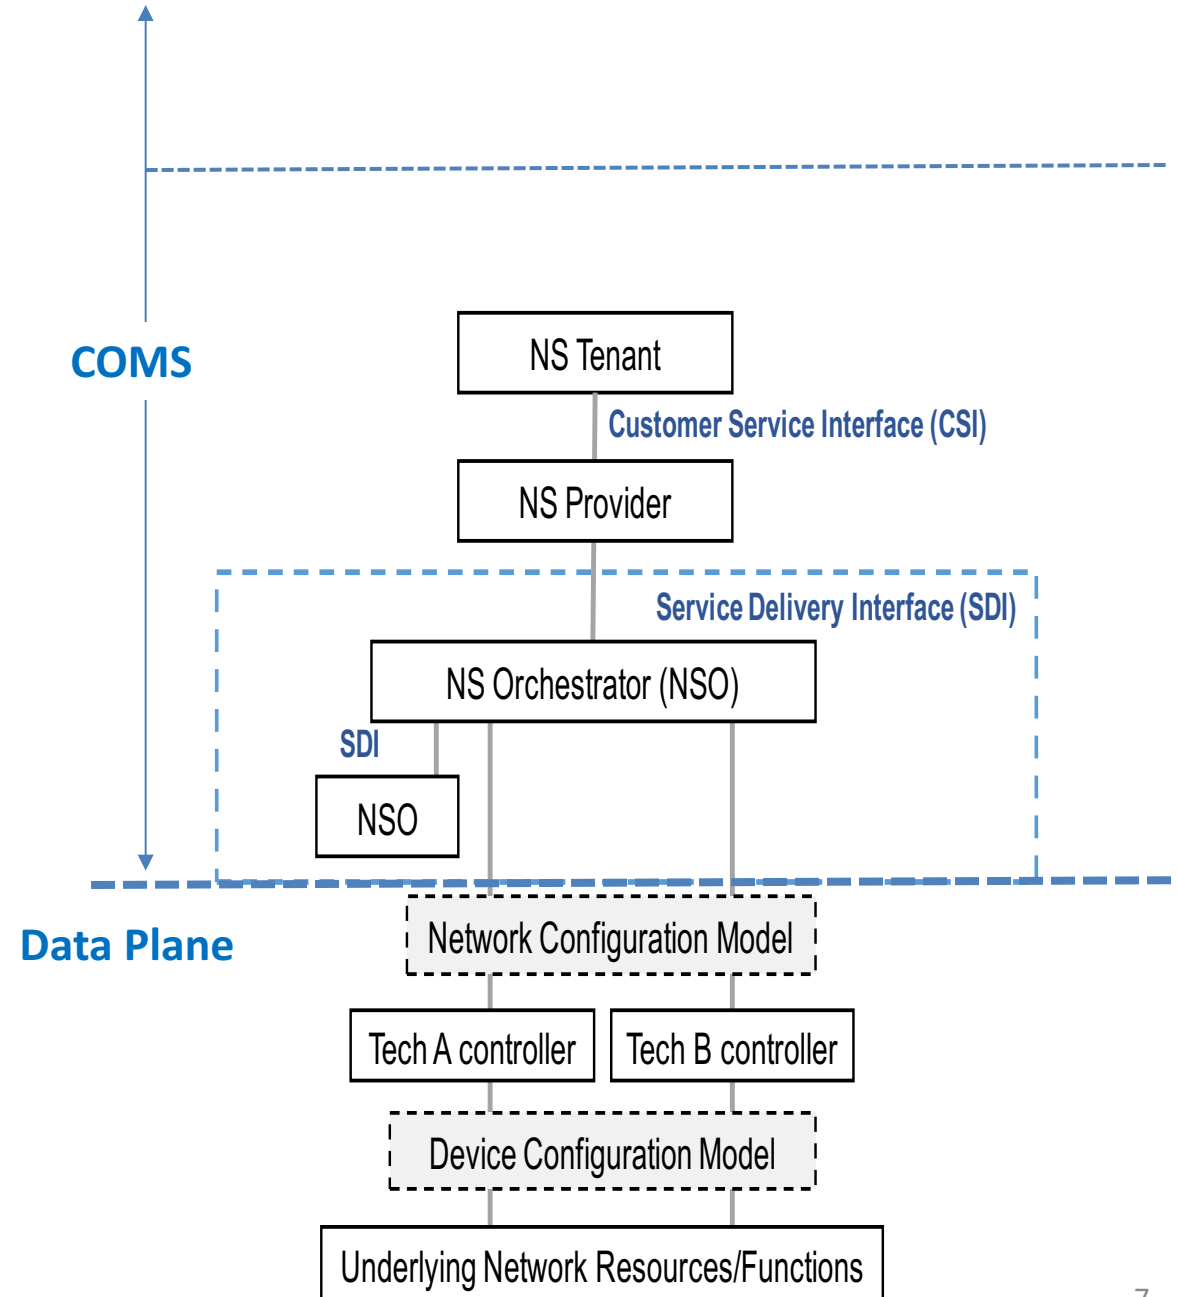 COMS
NS Tenant
Customer Service Interface (CSI)
NS Provider
Service Delivery Interface (SDI)
NS Orchestrator (NSO)
SDI
NSO
Data Plane
Network Configuration Model
Tech A controller
Tech B controller
Device Configuration Model
Underlying Network Resources/Functions
7